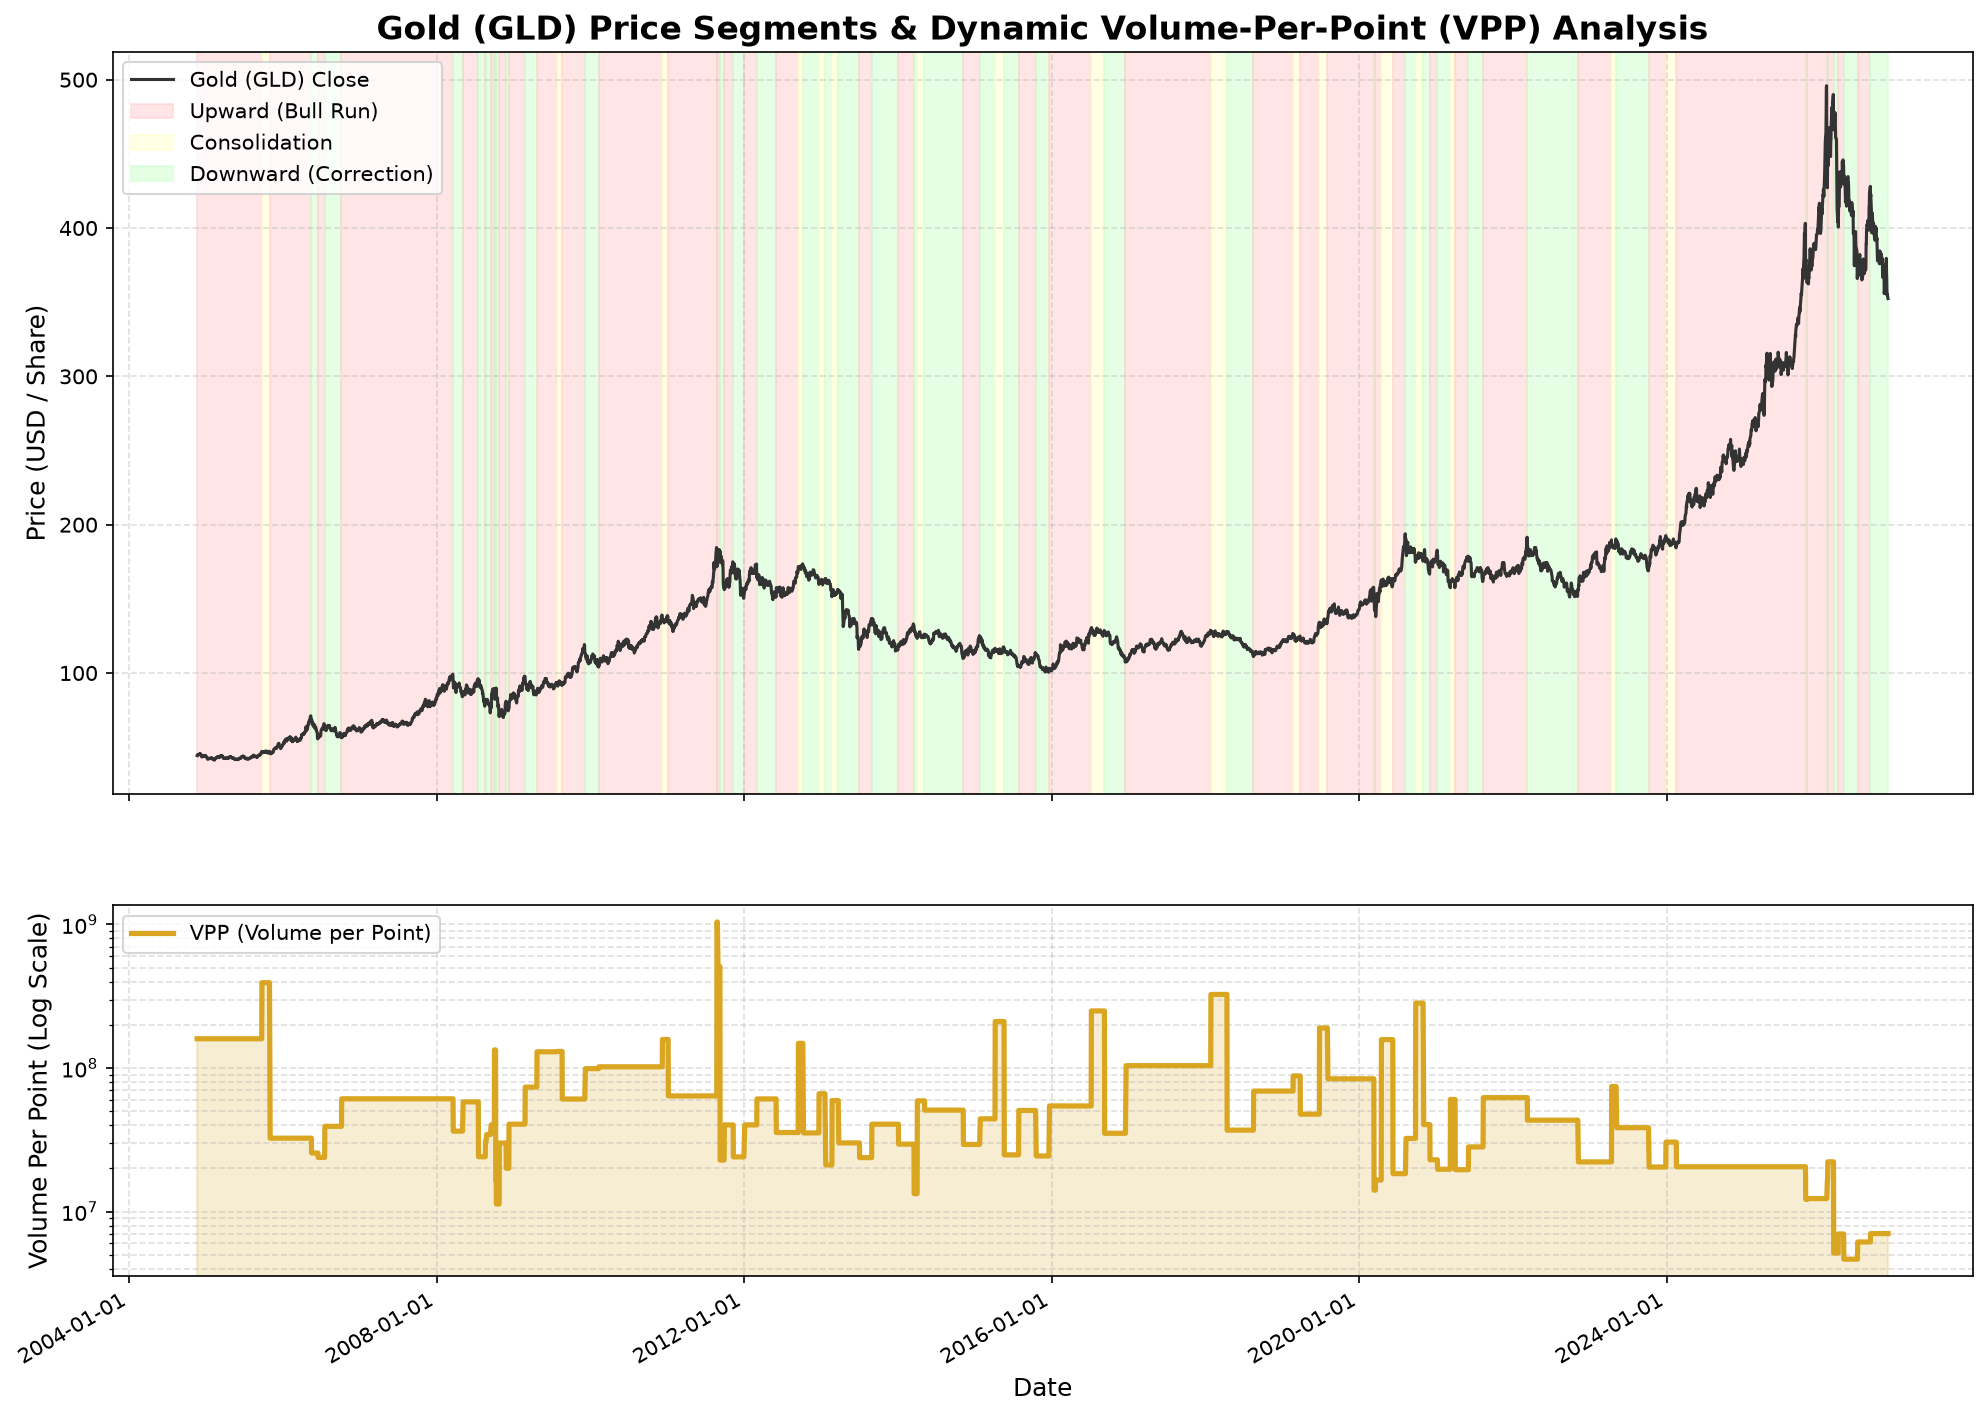 Gold (GLD) Price Segments & Dynamic Volume-Per-Point (VPP) Analysis
Gold (GLD) Close
Upward (Bull Run)
Consolidation
Downward (Correction)
Price (USD / Share)
500
400
300
200
100
VPP (Volume per Point)
Volume Per Point (Log Scale)
10⁹
10⁸
10⁷
2004-01-01
2008-01-01
2012-01-01
2016-01-01
2020-01-01
2024-01-01
Date